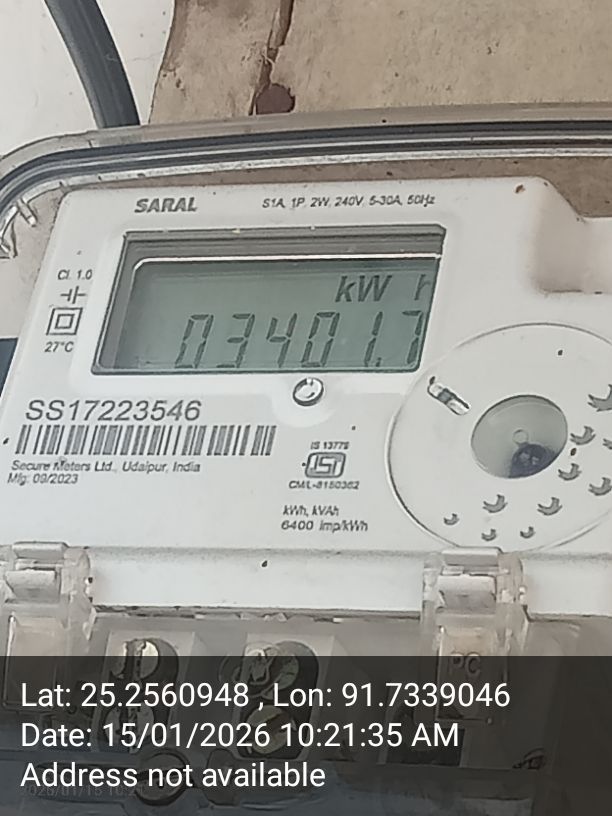 SARAL
S1A, 1P, 2W, 240V, 5-30A, 50Hz
Cl. 1.0
kW h
03401.7
27°C
SS17223546
Secure Meters Ltd., Udaipur, India
Mfg: 09/2023
IS 13779
ISI
CM/L-8150362
kWh, kVAh
6400 imp/kWh
Lat: 25.2560948 , Lon: 91.7339046
Date: 15/01/2026 10:21:35 AM
Address not available